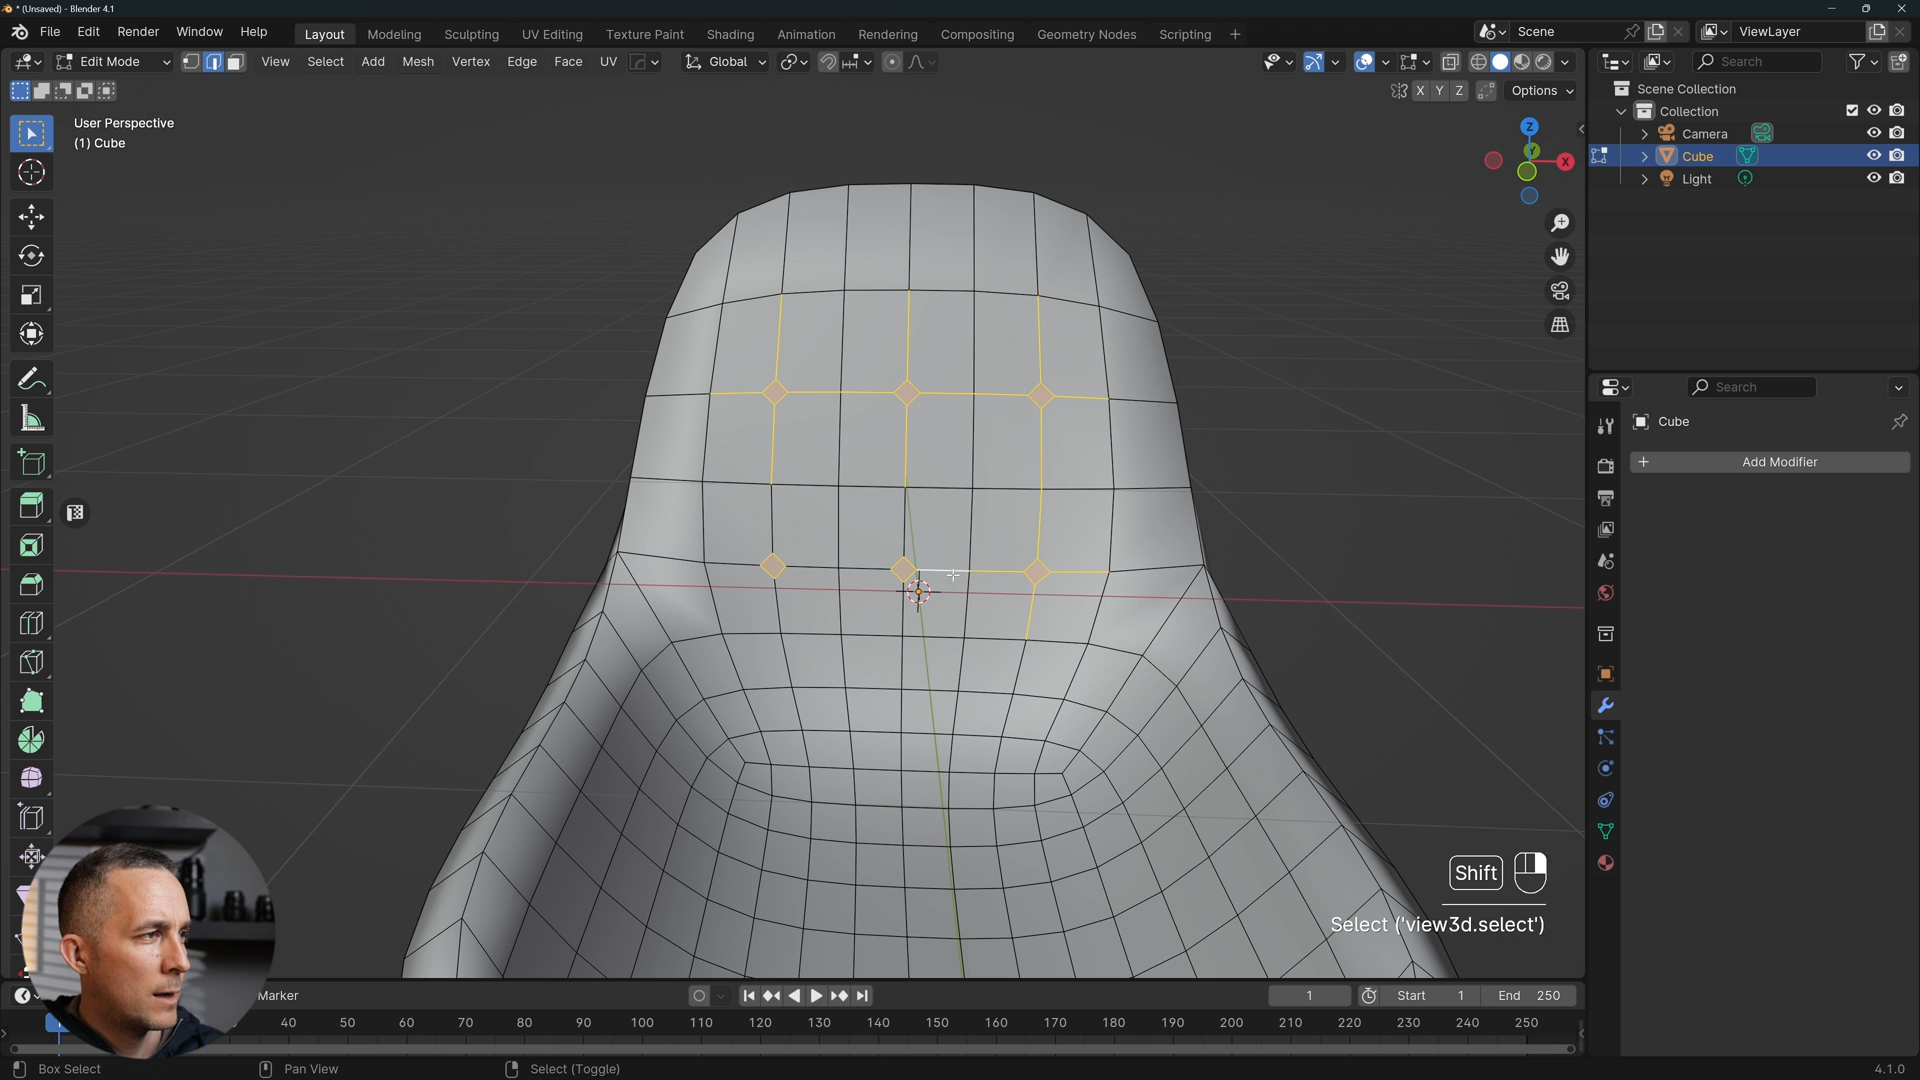 * (Unsaved) - Blender 4.1
File Edit Render Window Help Layout Modeling Sculpting UV Editing Texture Paint Shading Animation Rendering Compositing Geometry Nodes Scripting + Scene ViewLayer
Edit Mode View Select Add Mesh Vertex Edge Face UV Global Search
X Y Z Options
Scene Collection
Collection
Camera
Cube
Light
User Perspective
(1) Cube
Z
Y
X
Search
Cube
+ Add Modifier
Shift
Select ('view3d.select')
Marker 1 Start 1 End 250
40 50 60 70 80 90 100 110 120 130 140 150 160 170 180 190 200 210 220 230 240 250
Box Select Pan View Select (Toggle) 4.1.0